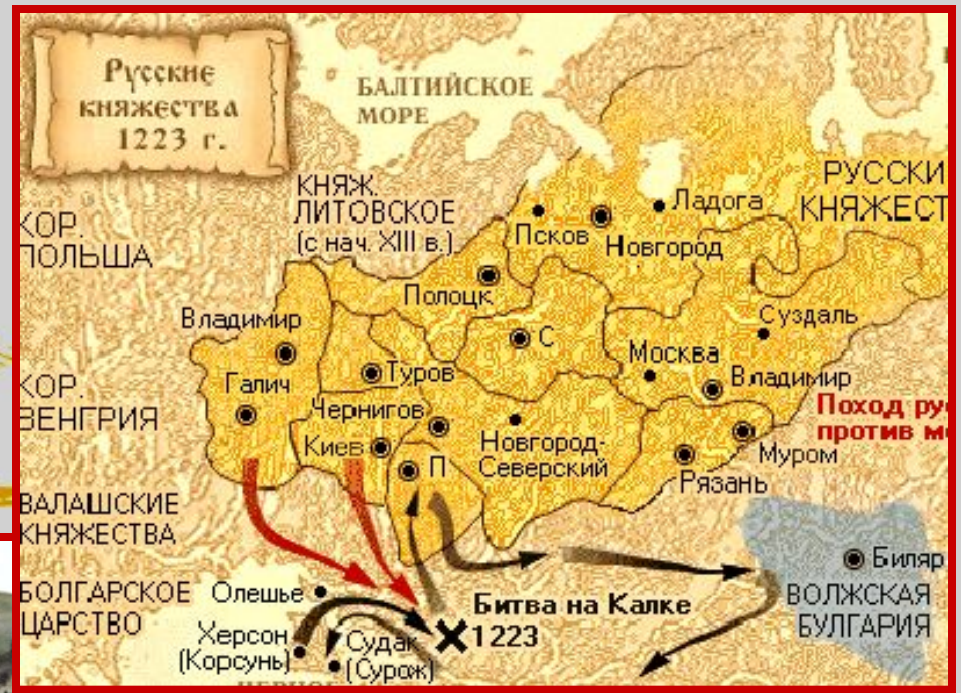 Русские
княжества
1223 г.
БАЛТИЙСКОЕ
МОРЕ
РУССКИ
КНЯЖЕСТ
КНЯЖ.
ЛИТОВСКОЕ
(с нач. XIII в.)
КОР.
ПОЛЬША
Ладога
Псков
Новгород
Полоцк
Владимир
Суздаль
С
Москва
Туров
Галич
Владимир
КОР.
ВЕНГРИЯ
Чернигов
Поход ру
против м
Киев
П
Новгород-
Северский
Муром
Рязань
ВАЛАШСКИЕ
КНЯЖЕСТВА
Биляр
БОЛГАРСКОЕ
ЦАРСТВО
Олешье
ВОЛЖСКАЯ
БУЛГАРИЯ
Битва на Калке
1223
Херсон
(Корсунь)
Судак
(Сурож)